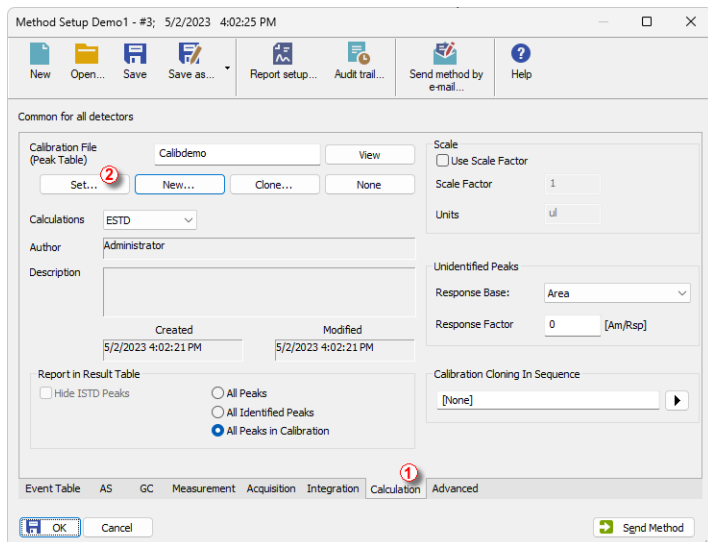 Method Setup Demo1 - #3; 5/2/2023 4:02:25 PM
New Open... Save Save as... Report setup... Audit trail... Send method by e-mail... Help
Common for all detectors
Calibration File
(Peak Table)
Calibdemo
View
Set...
②
New...
Clone...
None
Calculations
ESTD
Author
Administrator
Description
Created
Modified
5/2/2023 4:02:21 PM
5/2/2023 4:02:21 PM
Report in Result Table
Hide ISTD Peaks
All Peaks
All Identified Peaks
All Peaks in Calibration
Scale
Use Scale Factor
Scale Factor
1
Units
ul
Unidentified Peaks
Response Base:
Area
Response Factor
0
[Am/Rsp]
Calibration Cloning In Sequence
[None]
①
Event Table AS GC Measurement Acquisition Integration Calculation Advanced
OK
Cancel
Send Method